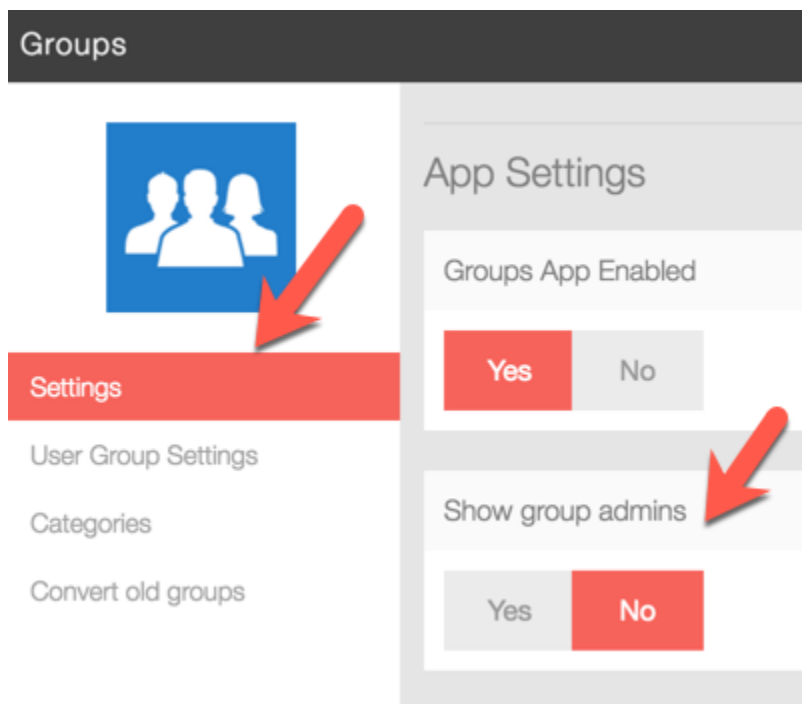 Groups
Settings
User Group Settings
Categories
Convert old groups
App Settings
Groups App Enabled
Yes No
Show group admins
Yes No